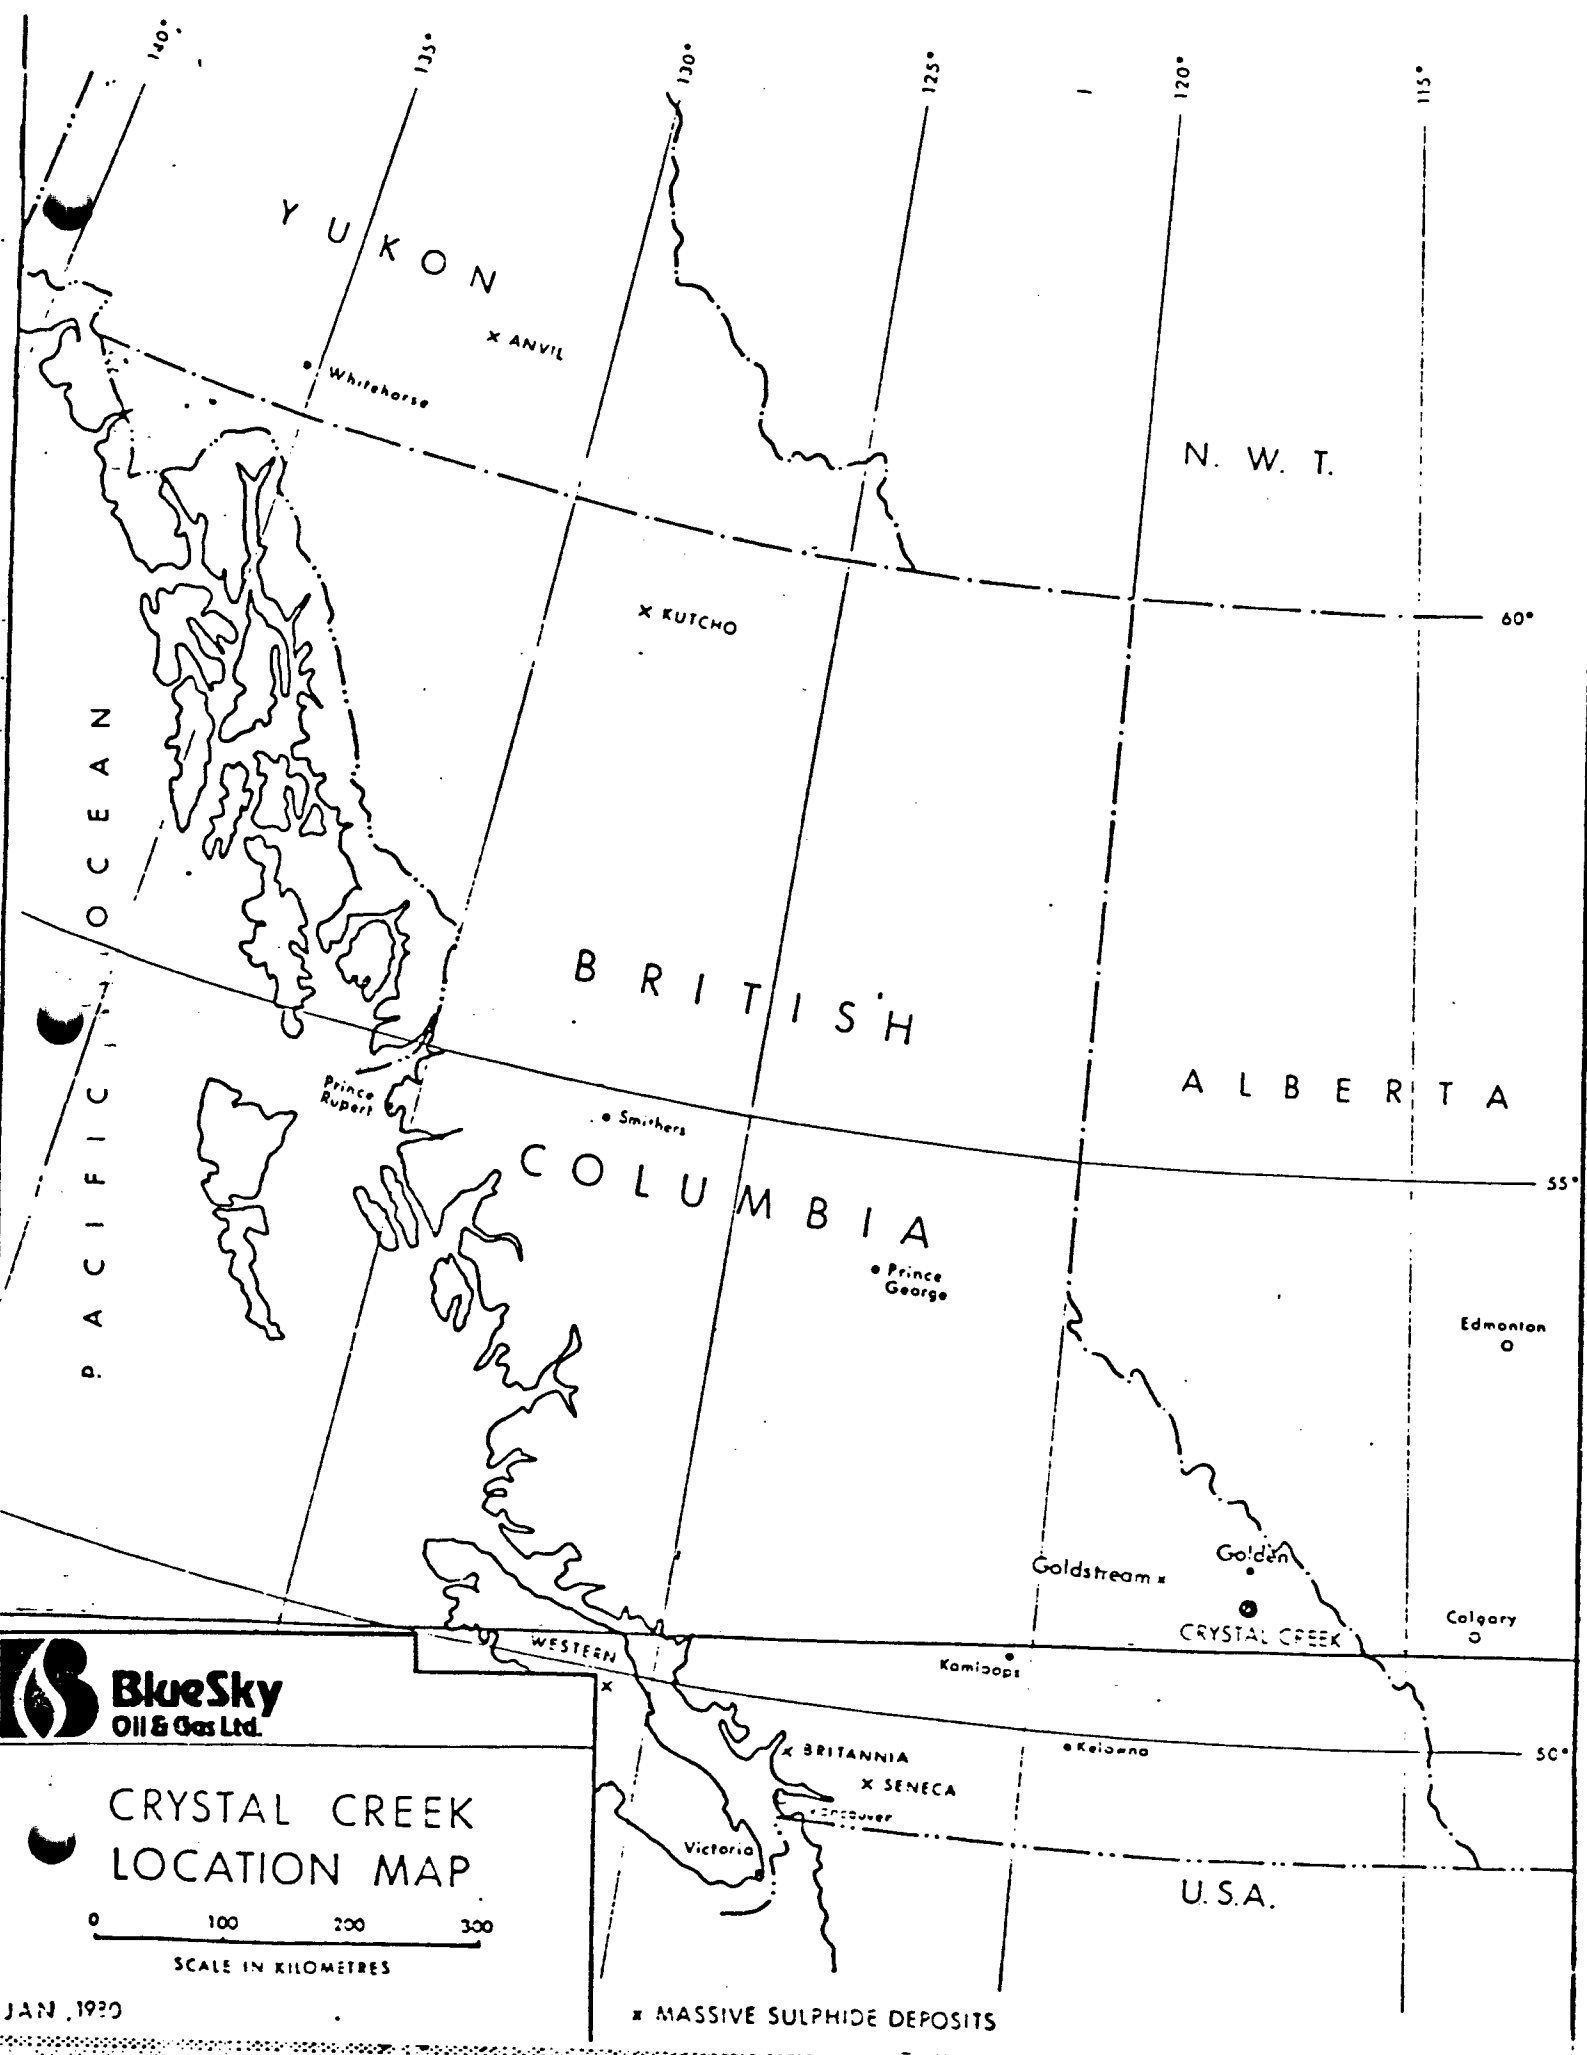 140°
135°
130°
125°
120°
115°
YUKON
x ANVIL
Whitehorse
N. W. T.
60°
x KUTCHO
PACIFIC OCEAN
BRITISH
COLUMBIA
ALBERTA
Prince
Rupert
Smithers
55°
Prince
George
Edmonton
Golden
Goldstream x
CRYSTAL CREEK
Calgary
WESTERN
x
Kamloops
BlueSky
Oil & Gas Ltd.
x BRITANNIA
Kelowna
50°
x SENECA
Vancouver
Victoria
U.S.A.
CRYSTAL CREEK
LOCATION MAP
0 100 200 300
SCALE IN KILOMETRES
x MASSIVE SULPHIDE DEPOSITS
JAN.,